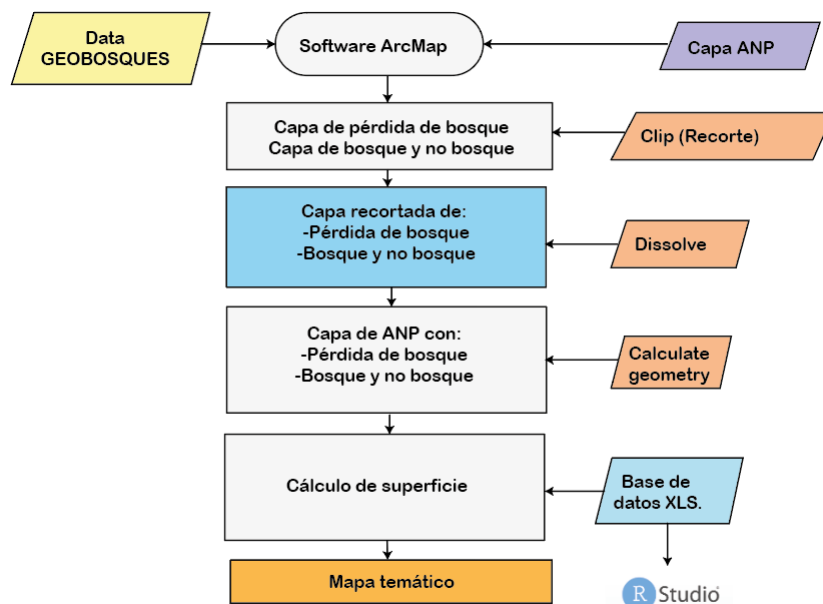 Data
GEOBOSQUES
Software ArcMap
Capa ANP
Capa de pérdida de bosque
Capa de bosque y no bosque
Clip (Recorte)
Capa recortada de:
-Pérdida de bosque
-Bosque y no bosque
Dissolve
Capa de ANP con:
-Pérdida de bosque
-Bosque y no bosque
Calculate
geometry
Cálculo de superficie
Base de
datos XLS.
Mapa temático
R Studio